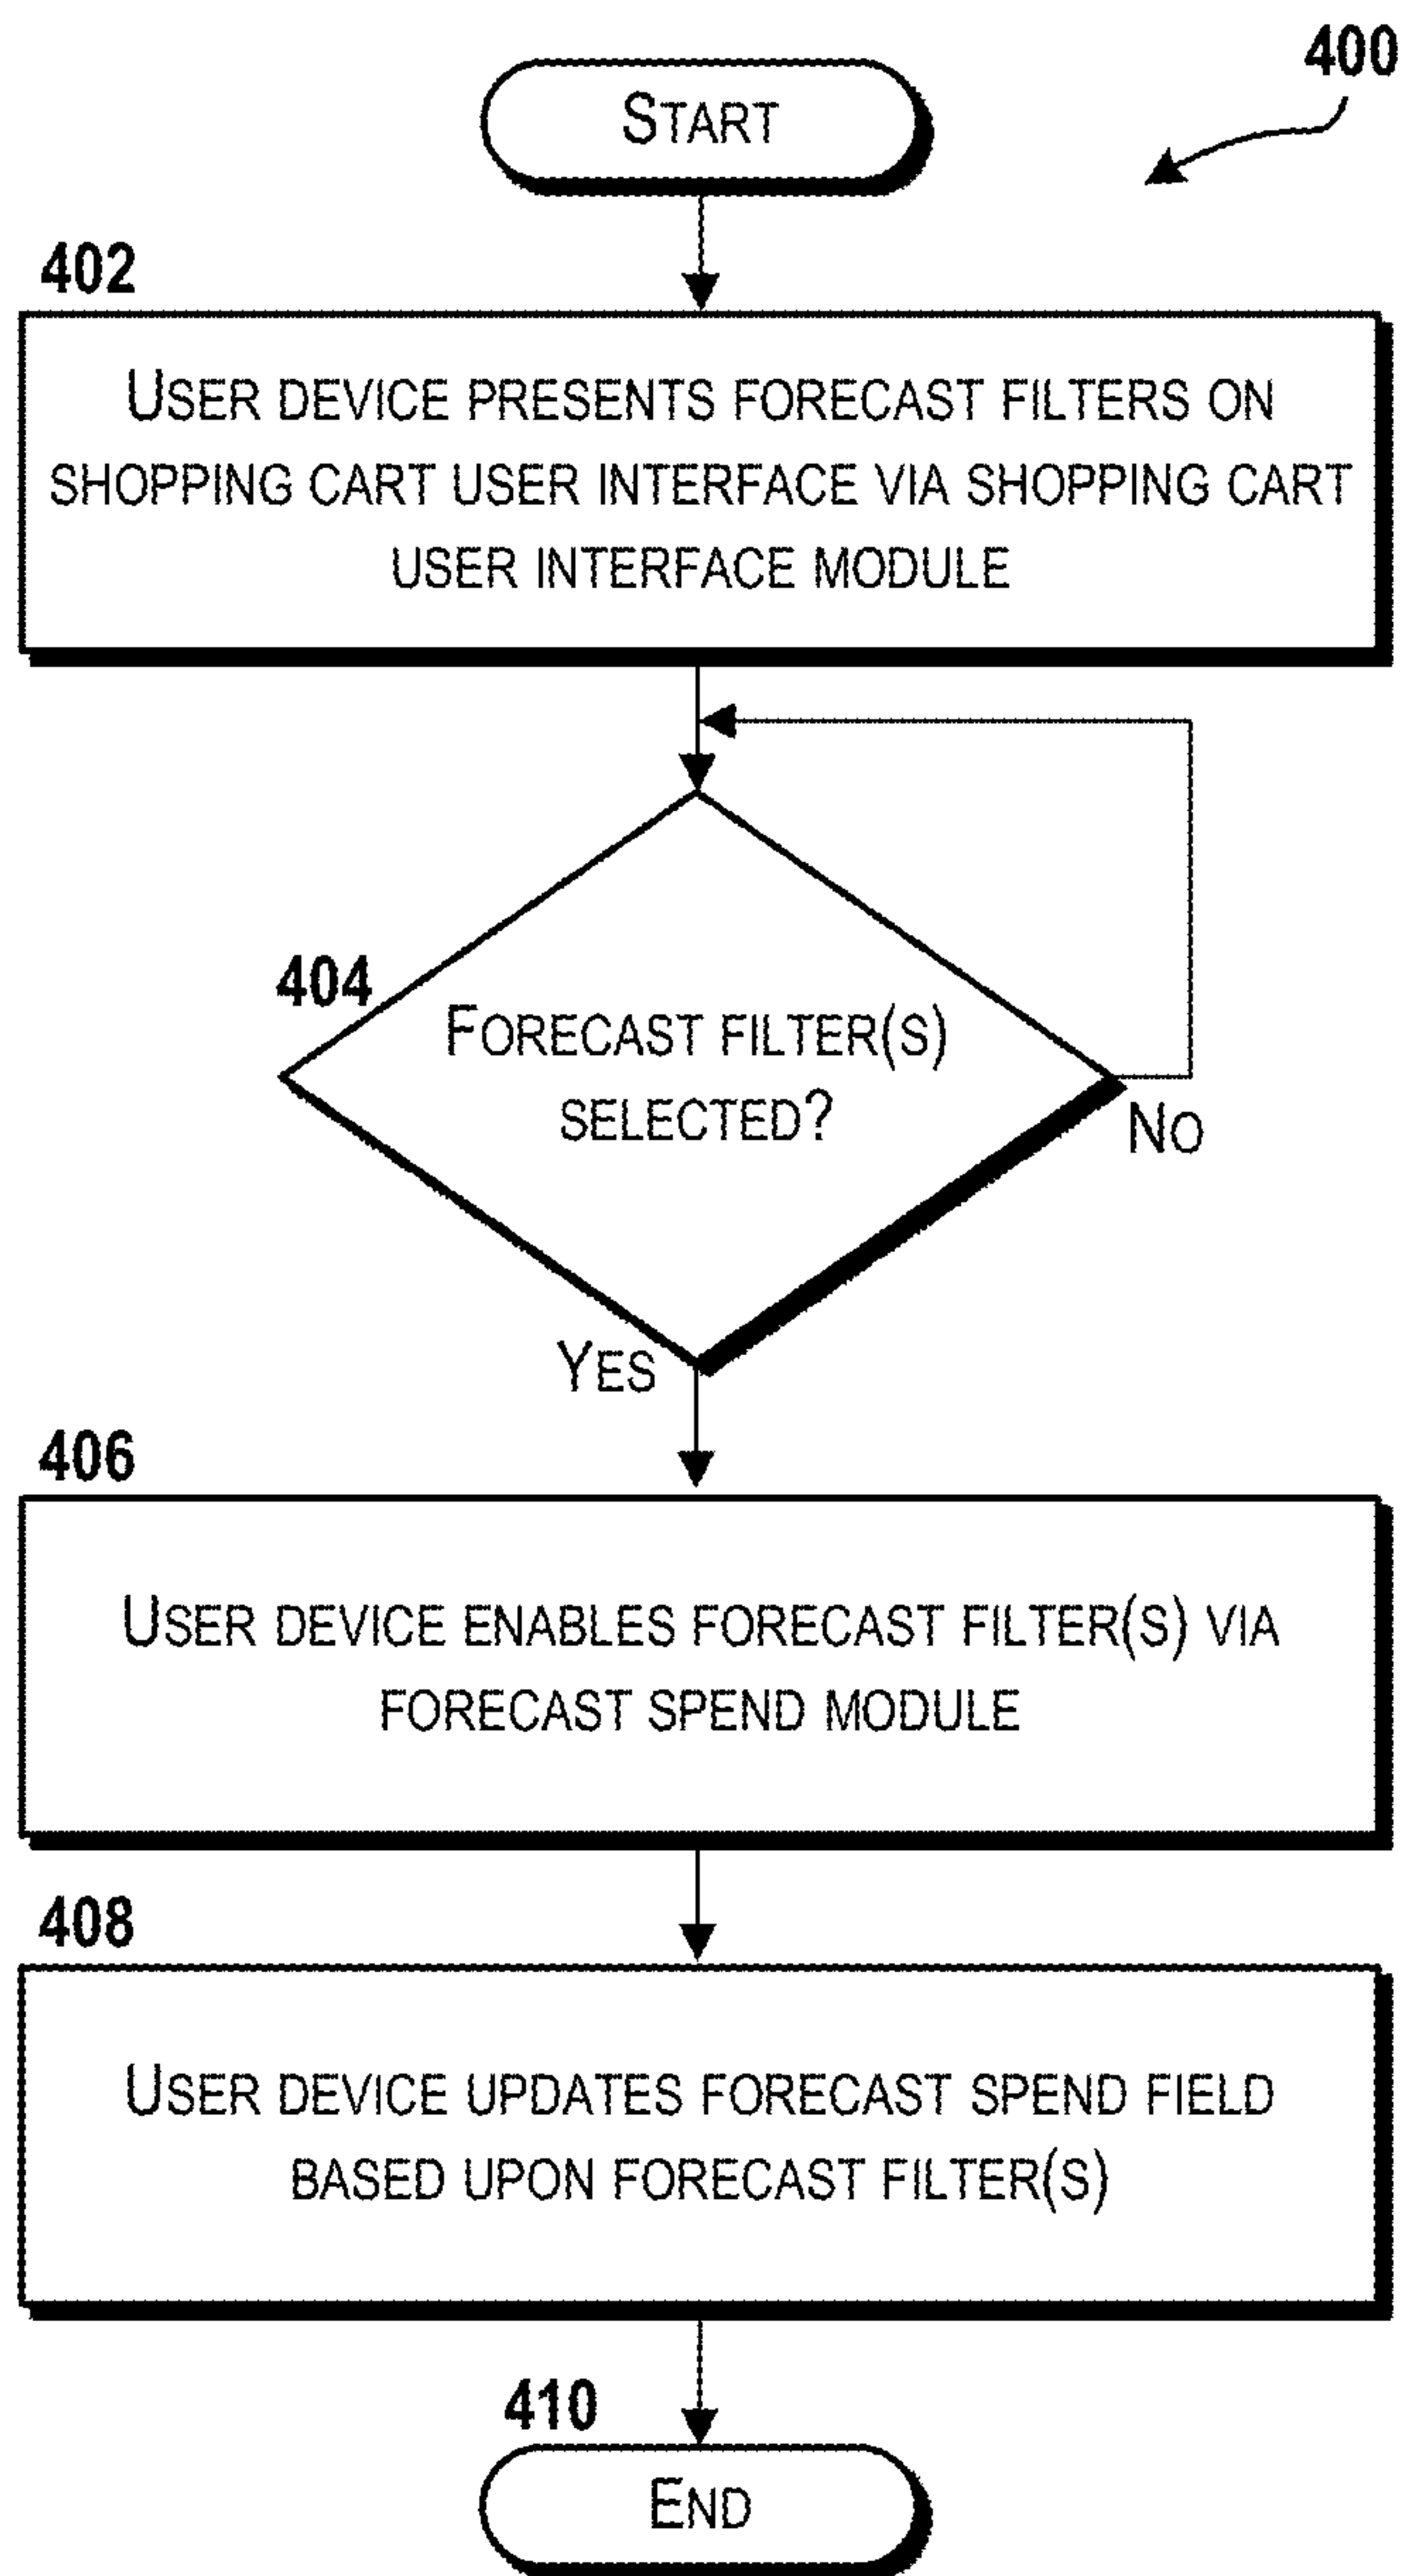 400
START
402
USER DEVICE PRESENTS FORECAST FILTERS ON
SHOPPING CART USER INTERFACE VIA SHOPPING CART
USER INTERFACE MODULE
404
FORECAST FILTER(S)
SELECTED?
NO
YES
406
USER DEVICE ENABLES FORECAST FILTER(S) VIA
FORECAST SPEND MODULE
408
USER DEVICE UPDATES FORECAST SPEND FIELD
BASED UPON FORECAST FILTER(S)
410
END